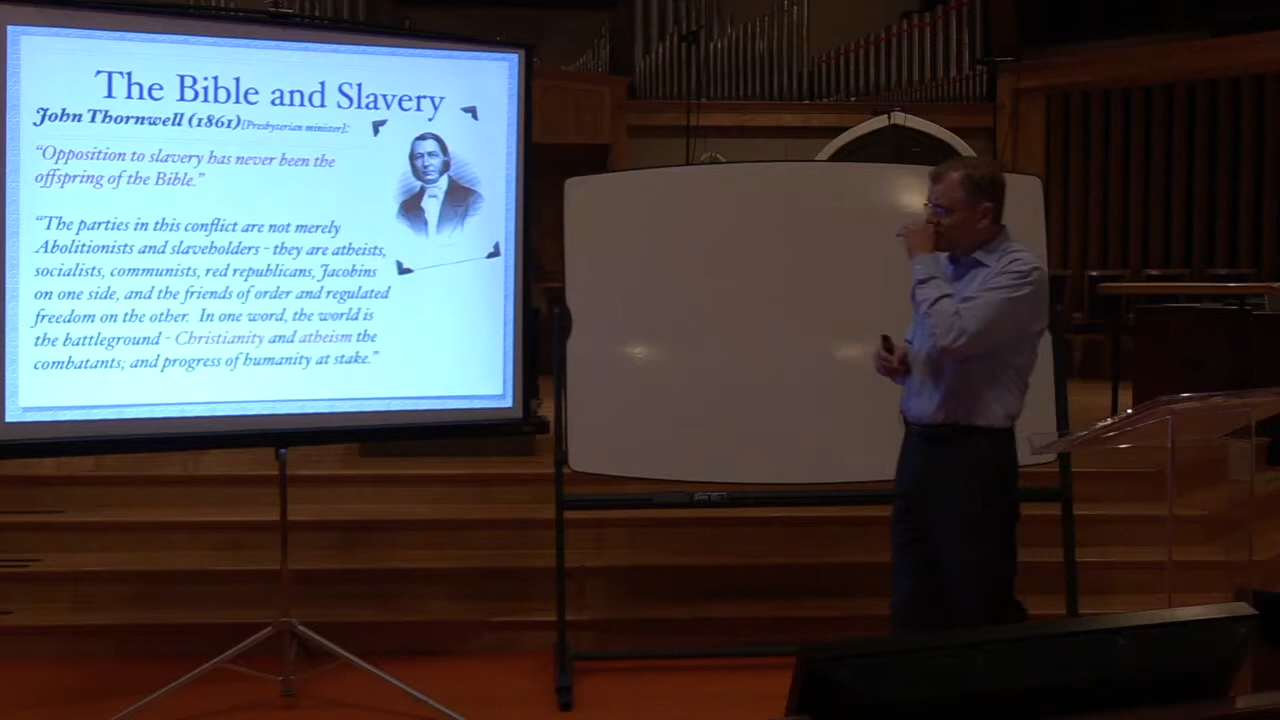 The Bible and Slavery
John Thornwell (1861)[Presbyterian minister]:
“Opposition to slavery has never been the
offspring of the Bible.”
“The parties in this conflict are not merely
Abolitionists and slaveholders - they are atheists,
socialists, communists, red republicans, Jacobins
on one side, and the friends of order and regulated
freedom on the other. In one word, the world is
the battleground - Christianity and atheism the
combatants; and progress of humanity at stake.”